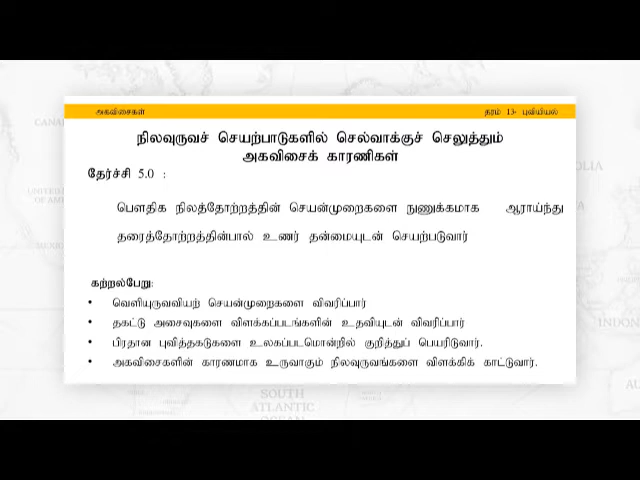 அகவிசைகள்
தரம் 13- புவியியல்
நிலவுருவச் செயற்பாடுகளில் செல்வாக்குச் செலுத்தும்
அகவிசைக் காரணிகள்
தேர்ச்சி 5.0 :
பௌதிக நிலத்தோற்றத்தின் செயன்முறைகளை நுணுக்கமாக ஆராய்ந்து
தரைத்தோற்றத்தின்பால் உணர் தன்மையுடன் செயற்படுவார்
கற்றல்பேறு:
• வெளியுருவவியற் செயன்முறைகளை விவரிப்பார்
• தகட்டு அசைவுகளை விளக்கப்படங்களின் உதவியுடன் விவரிப்பார்
• பிரதான புவித்தகடுகளை உலகப்படமொன்றில் குறித்துப் பெயரிடுவார்.
• அகவிசைகளின் காரணமாக உருவாகும் நிலவுருவங்களை விளக்கிக் காட்டுவார்.
SOUTH
ATLANTIC
OCEAN